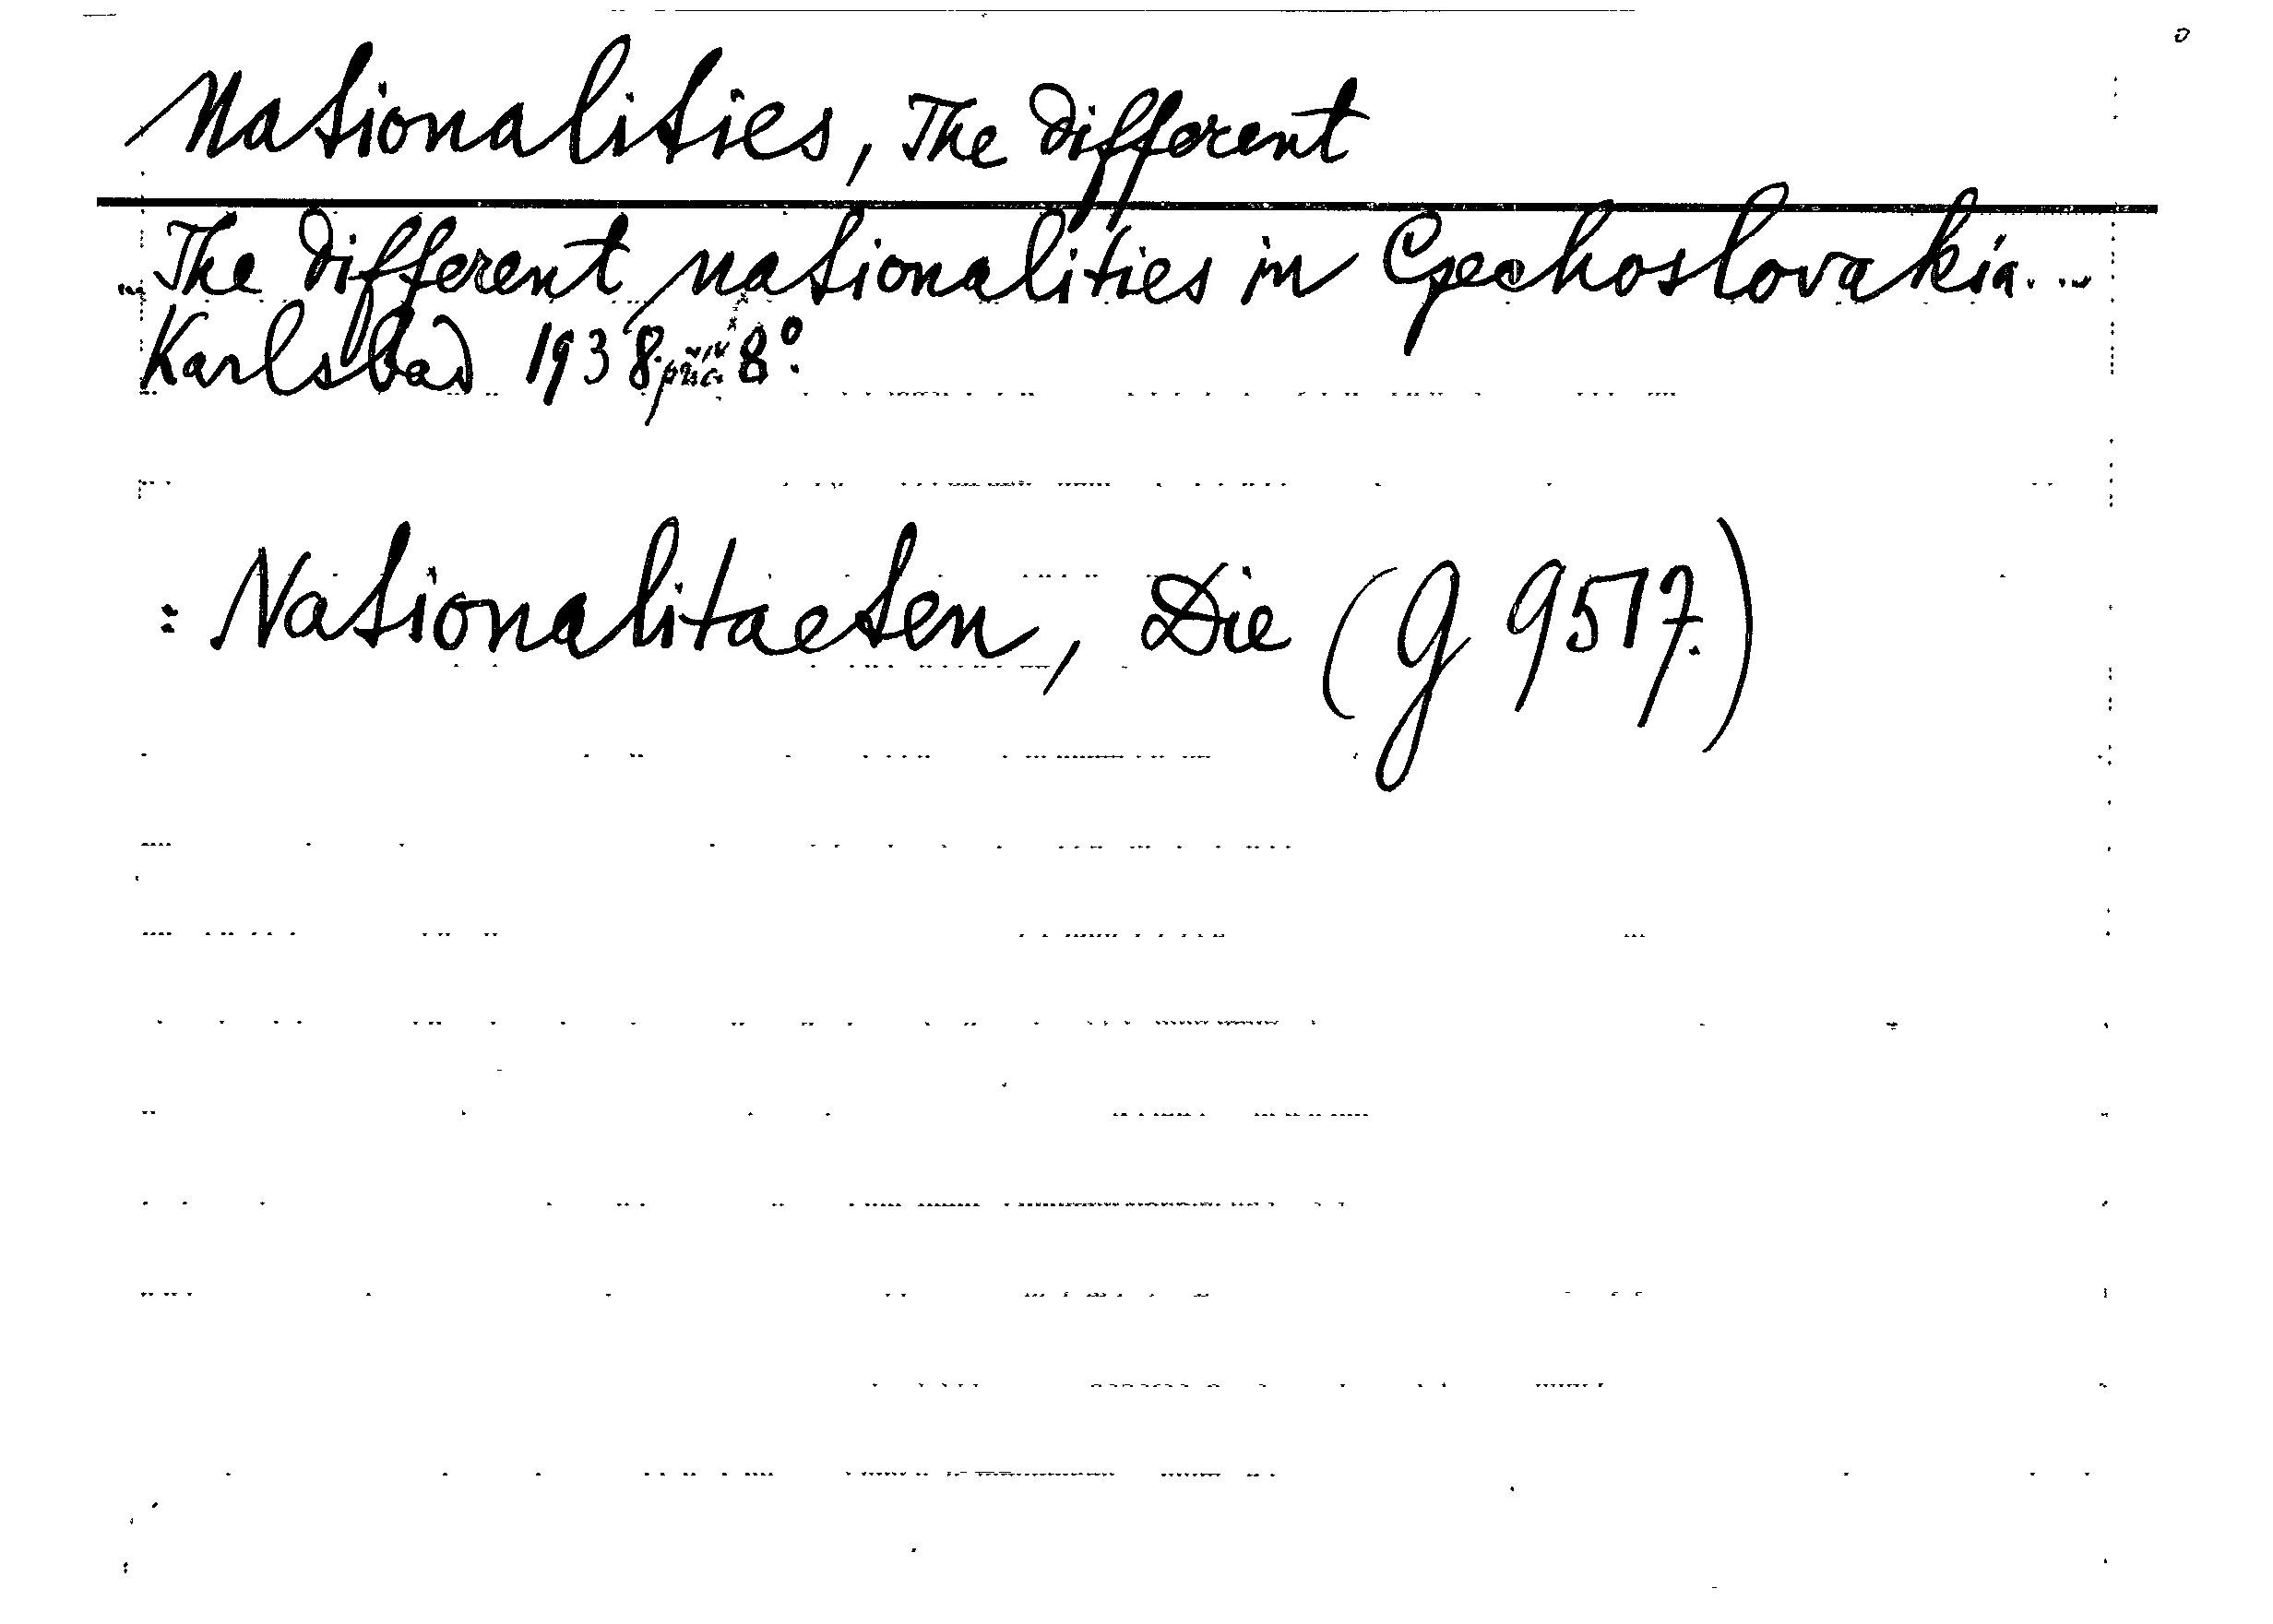 Nationalities, The different
The different nationalities in Czechoslovakia...
Karlsbad 1938. 8°.
: Nationalitaeten, Die (G 9517.)